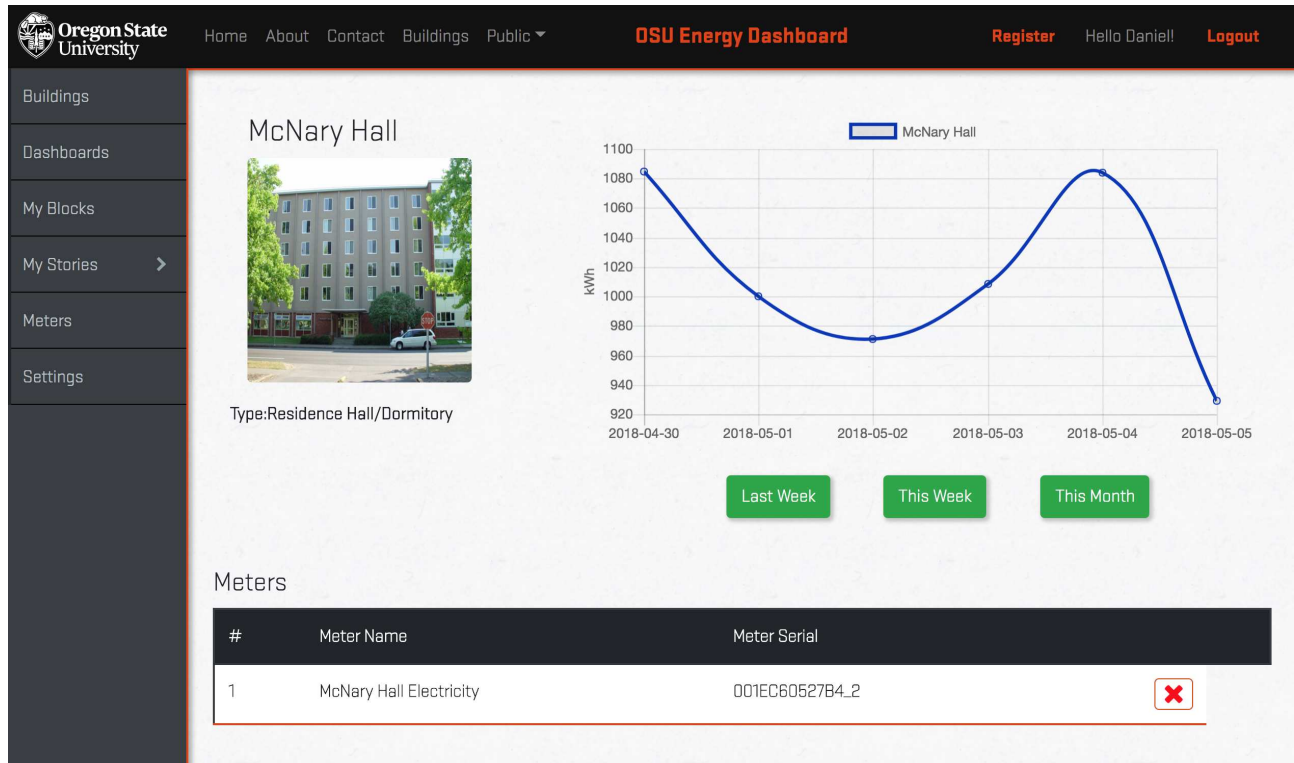 Oregon State
University
Home About Contact Buildings Public
OSU Energy Dashboard
Register Hello Daniel! Logout
Buildings
Dashboards
My Blocks
My Stories
Meters
Settings
McNary Hall
STOP
Type:Residence Hall/Dormitory
McNary Hall
kWh
1100
1080
1060
1040
1020
1000
980
960
940
920
2018-04-30 2018-05-01 2018-05-02 2018-05-03 2018-05-04 2018-05-05
Last Week This Week This Month
Meters
# Meter Name Meter Serial
1 McNary Hall Electricity 001EC60527B4_2